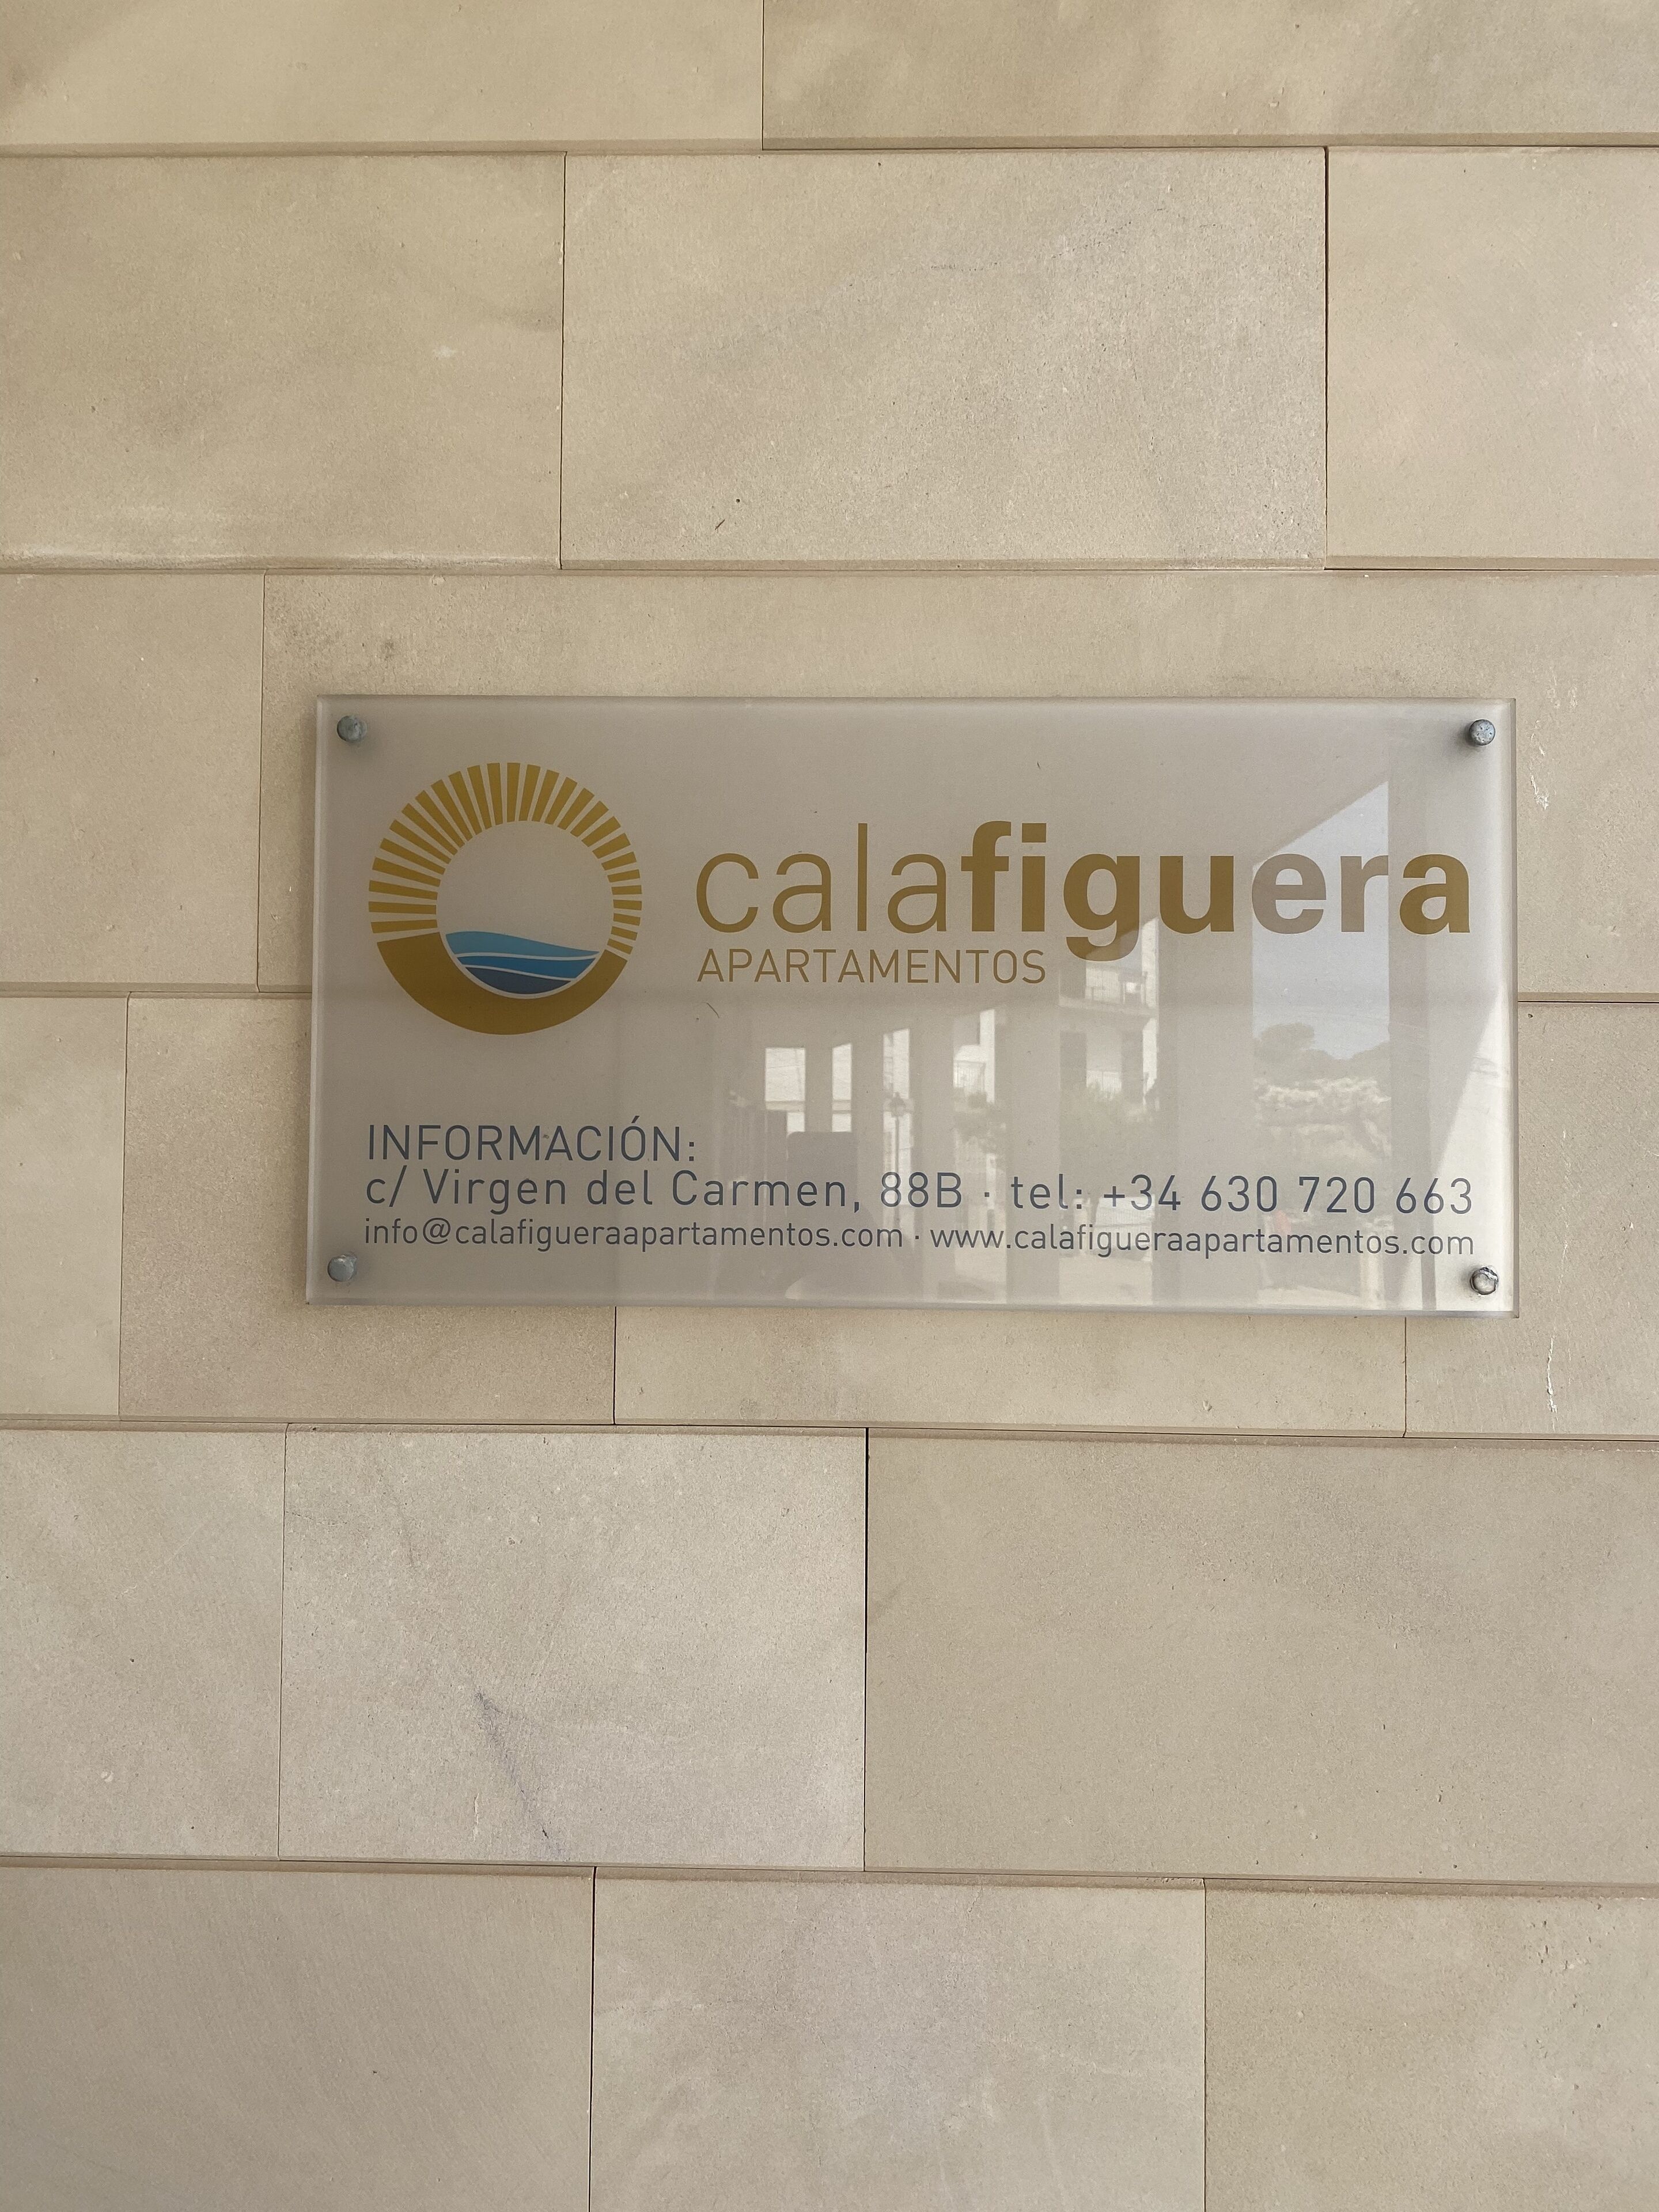 calafiguera
APARTAMENTOS
INFORMACIÓN:
c/ Virgen del Carmen, 88B · tel: +34 630 720 663
info@calafigueraapartamentos.com · www.calafigueraapartamentos.com